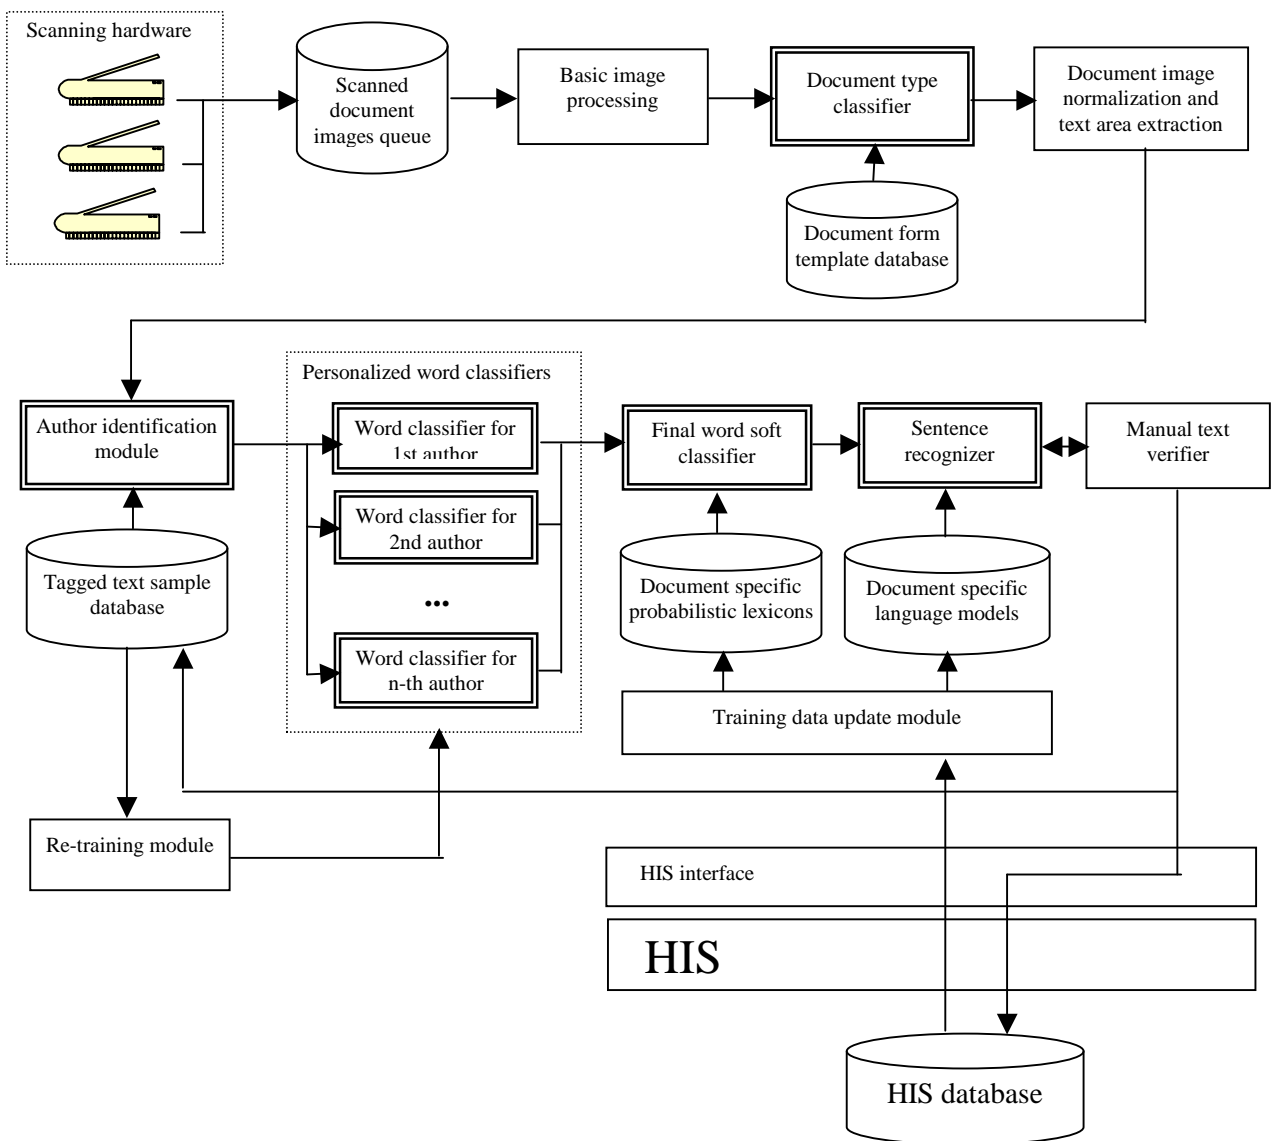 Scanning hardware
Scanned
document
images queue
Basic image
processing
Document type
classifier
Document image
normalization and
text area extraction
Document form
template database
Author identification
module
Personalized word classifiers
Word classifier for
1st author
Word classifier for
2nd author
...
Word classifier for
n-th author
Final word soft
classifier
Sentence
recognizer
Manual text
verifier
Tagged text sample
database
Document specific
probabilistic lexicons
Document specific
language models
Training data update module
Re-training module
HIS interface
HIS
HIS database